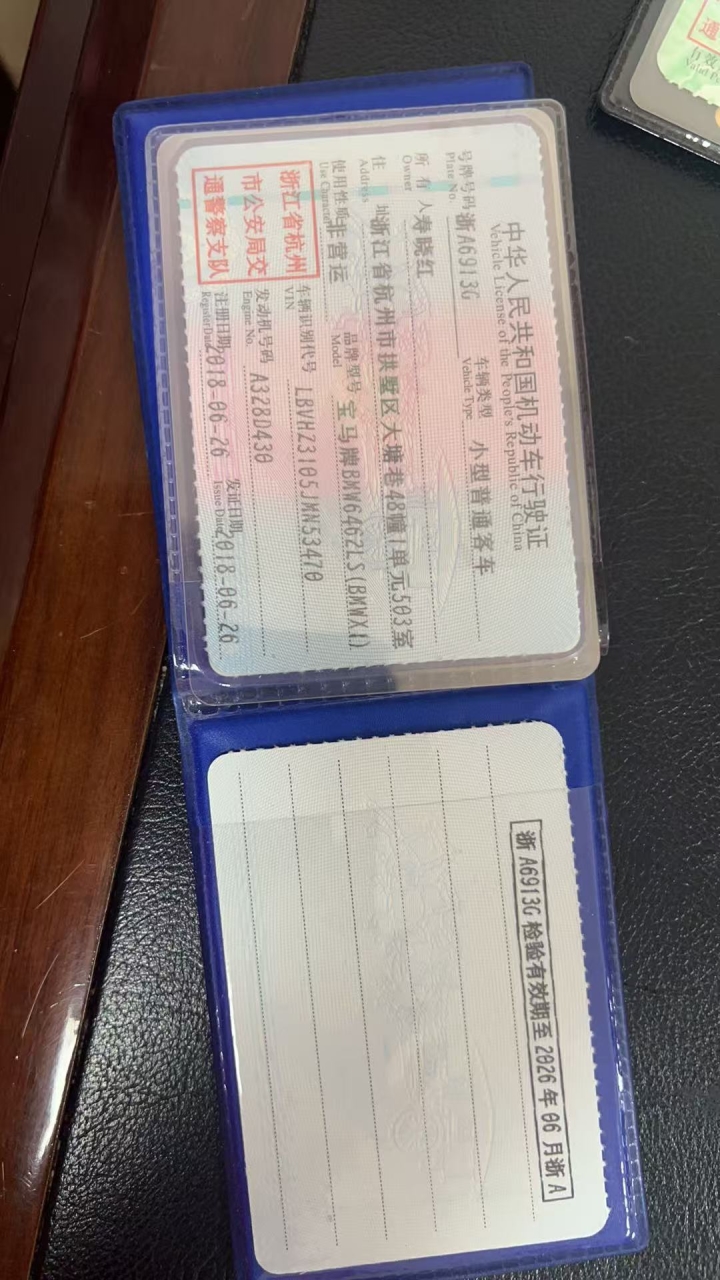 中华人民共和国机动车行驶证
Vehicle License of the People's Republic of China
号牌号码 浙A6913G 车辆类型 小型普通客车
Plate No. Vehicle Type
所有人 寿晓红
Owner
住址 浙江省杭州市拱墅区大塘巷48幢1单元503室
Address
使用性质 非营运 品牌型号 宝马牌BMW6462LS(BMWX1)
Use Character Model
浙江省杭州
市公安局交
通警察支队
车辆识别代号 LBVHZ3105JMN53470
VIN
发动机号码 A328D430
Engine No.
注册日期 2018-06-26 发证日期 2018-06-26
Register Date Issue Date
浙A6913G 检验有效期至 2026年06月浙A